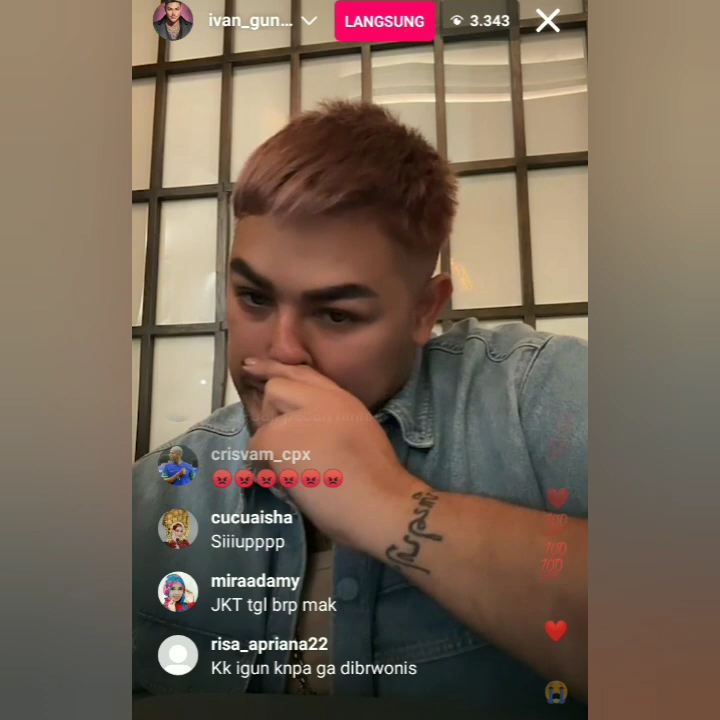 ivan_gun...
LANGSUNG
3.343
crisvam_cpx
😡😡😡😡😡😡
cucuaisha
Siiiupppp
miraadamy
JKT tgl brp mak
risa_apriana22
Kk igun knpa ga dibrwonis